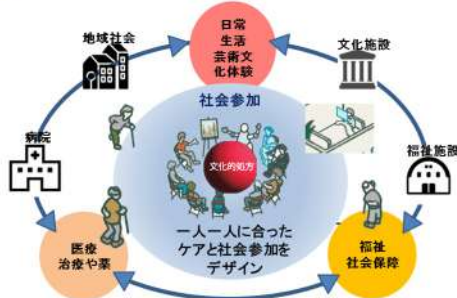 日常
生活
芸術文
化体験
地域社会
文化施設
社会参加
病院
文化的処方
福祉施設
一人一人に合った
ケアと社会参加を
デザイン
医療
治療や薬
福祉
社会保障